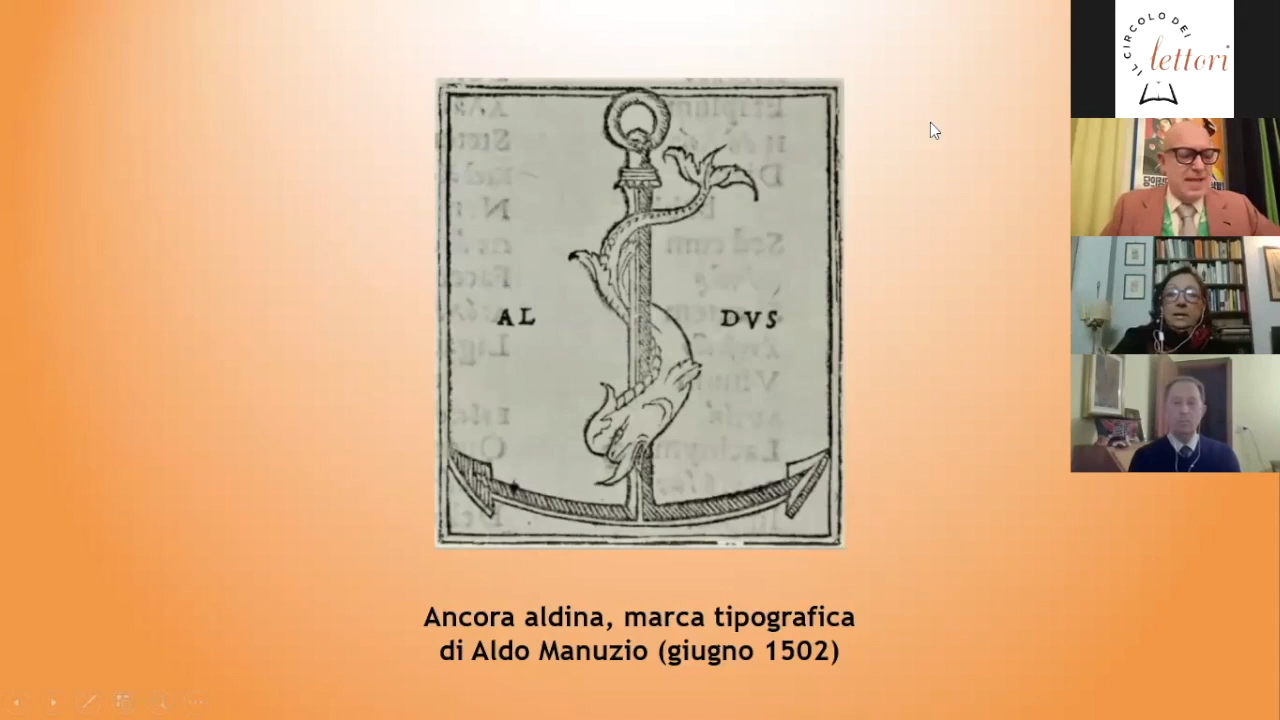 AL DVS
Ancora aldina, marca tipografica
di Aldo Manuzio (giugno 1502)
IL CIRCOLO DEI
lettori